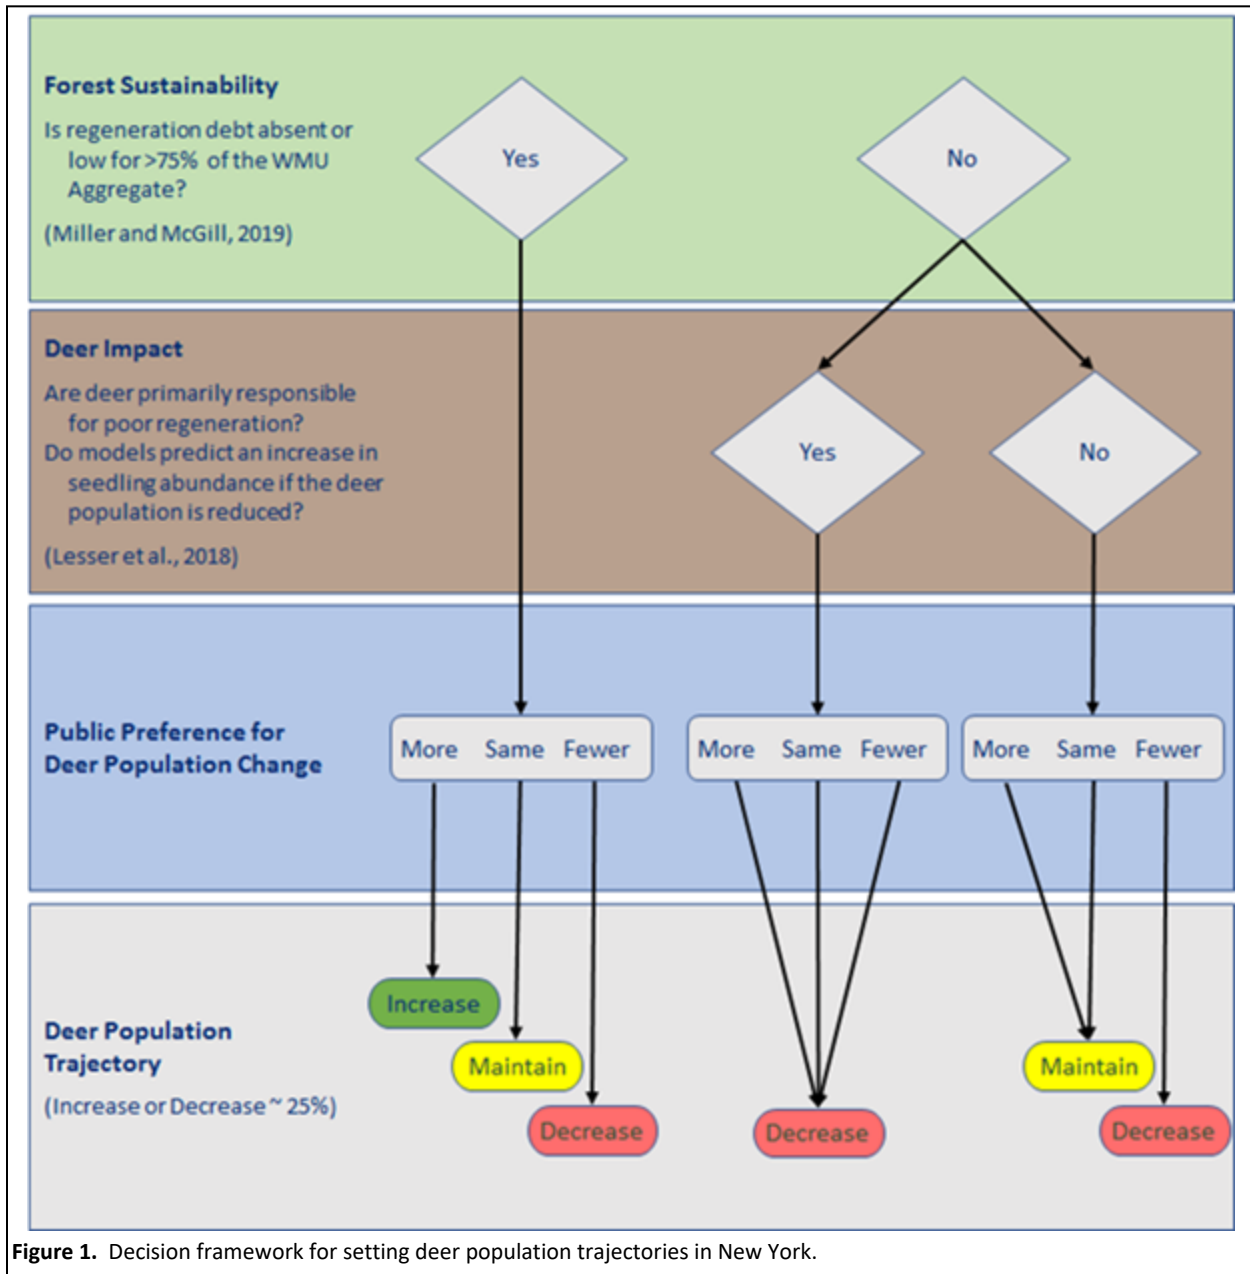 Forest Sustainability
Is regeneration debt absent or
low for >75% of the WMU
Aggregate?
(Miller and McGill, 2019)
Yes
No
Deer Impact
Are deer primarily responsible
for poor regeneration?
Do models predict an increase in
seedling abundance if the deer
population is reduced?
(Lesser et al., 2018)
Yes
No
Public Preference for
Deer Population Change
More Same Fewer
More Same Fewer
More Same Fewer
Deer Population
Trajectory
(Increase or Decrease ~ 25%)
Increase
Maintain
Decrease
Decrease
Maintain
Decrease
Figure 1. Decision framework for setting deer population trajectories in New York.